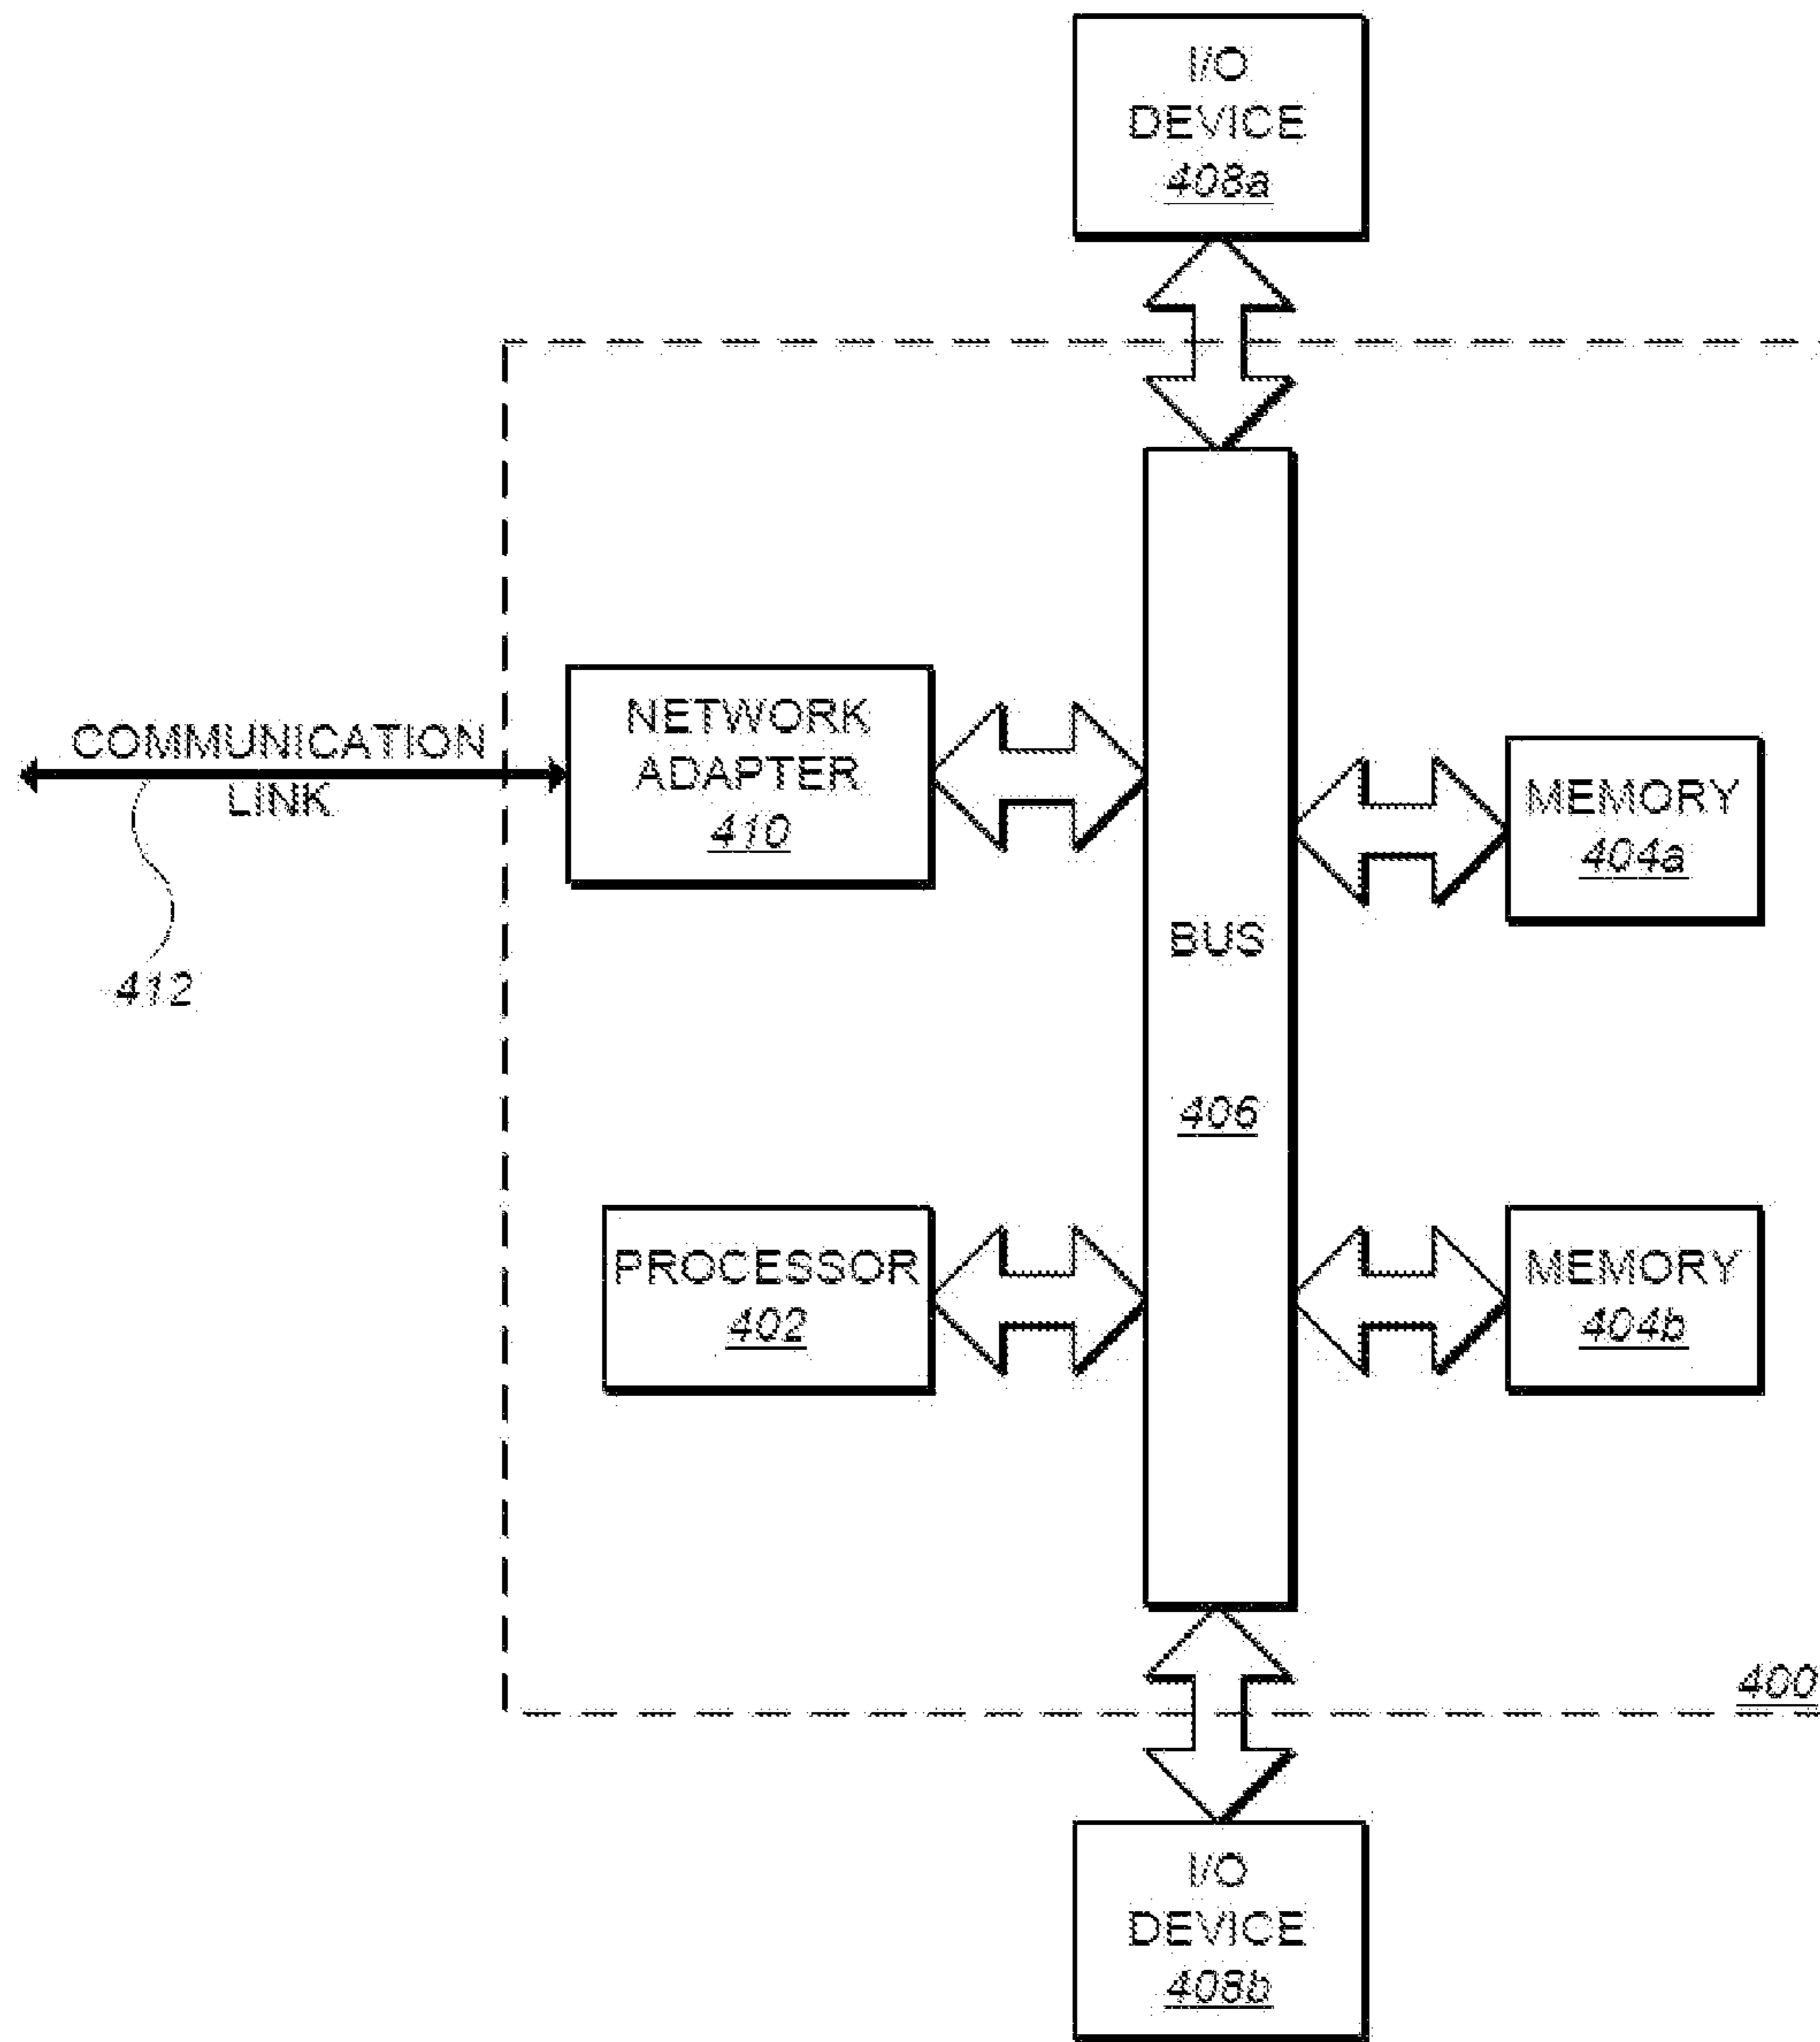 I/O
DEVICE
408a
COMMUNICATION
LINK
412
NETWORK
ADAPTER
410
MEMORY
404a
BUS
406
PROCESSOR
402
MEMORY
404b
400
I/O
DEVICE
408b